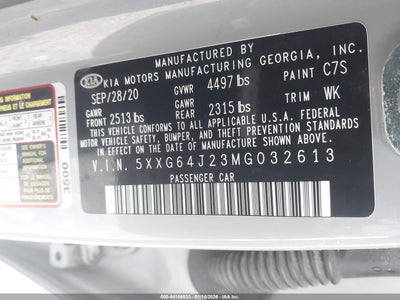 MANUFACTURED BY
KIA KIA MOTORS MANUFACTURING GEORGIA, INC.
SEP/28/20 GVWR 4497 lbs PAINT C7S
GAWR FRONT 2513 lbs GAWR REAR 2315 lbs TRIM WK
THIS VEHICLE CONFORMS TO ALL APPLICABLE U.S.A. FEDERAL
MOTOR VEHICLE SAFETY, BUMPER, AND THEFT PREVENTION
STANDARDS IN EFFECT ON THE DATE OF MANUFACTURE
SHOWN ABOVE.
V.I.N. 5XXG64J23MG032613
PASSENGER CAR
3500